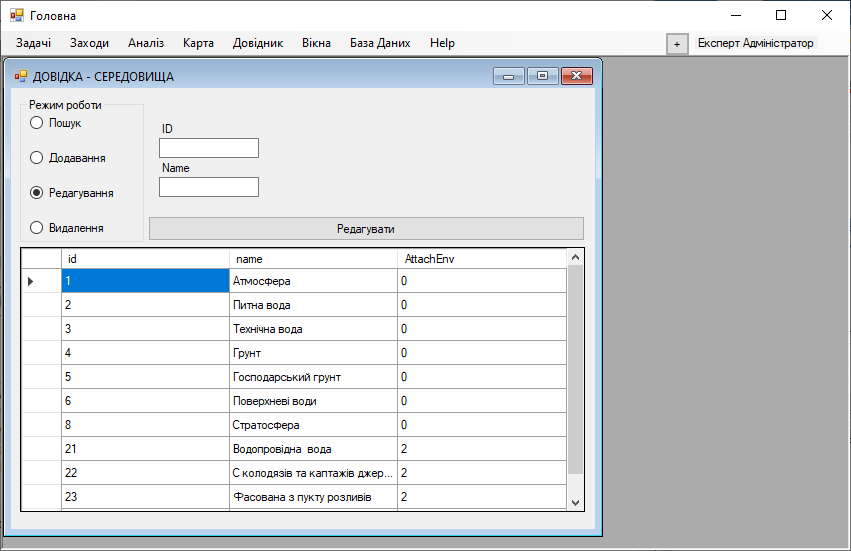 Головна
Задачі Заходи Аналіз Карта Довідник Вікна База Даних Help + Експерт Адміністратор
ДОВІДКА - СЕРЕДОВИЩА
Режим роботи
Пошук
Додавання
Редагування
Видалення
ID
Name
Редагувати
id name AttachEnv
1 Атмосфера 0
2 Питна вода 0
3 Технічна вода 0
4 Грунт 0
5 Господарський грунт 0
6 Поверхневі води 0
8 Стратосфера 0
21 Водопровідна вода 2
22 С колодязів та каптажів джер... 2
23 Фасована з пукту розливів 2